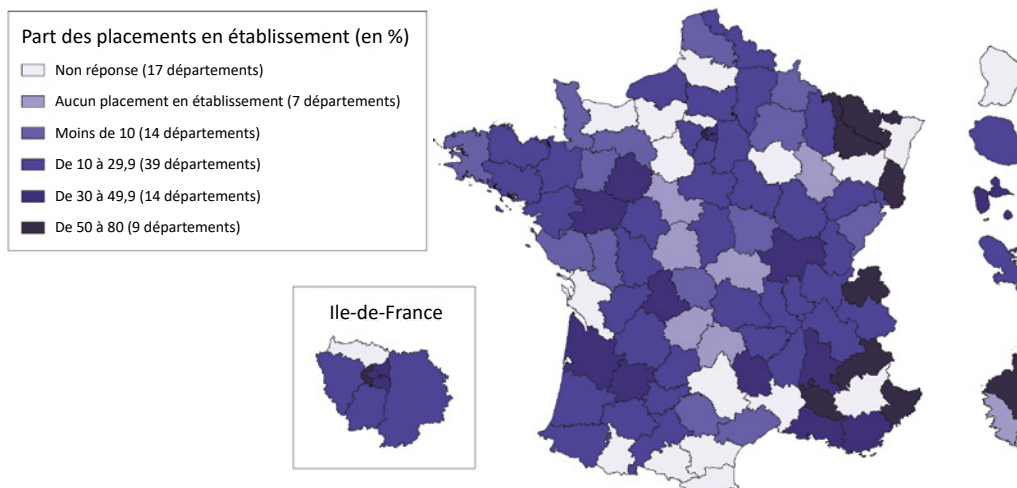 Part des placements en établissement (en %)
Non réponse (17 départements)
Aucun placement en établissement (7 départements)
Moins de 10 (14 départements)
De 10 à 29,9 (39 départements)
De 30 à 49,9 (14 départements)
De 50 à 80 (9 départements)
Ile-de-France